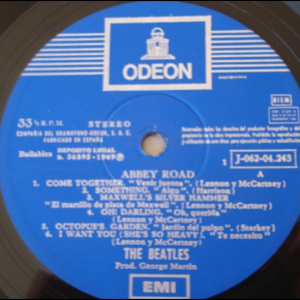 ODEON
33 ⅓ R.P.M. STEREO
COMPAÑIA DEL GRAMOFONO-ODEON, S. A. E.
FABRICADO EN ESPAÑA
Bailables DEPOSITO LEGAL
B. 36895-1969
BIEM
1 J-062-04.243
ABBEY ROAD A
1. COME TOGETHER. "Venir juntos". (Lennon y McCartney)
2. SOMETHING. "Algo". (Harrison)
3. MAXWELL'S SILVER HAMMER
"El martillo de plata de Maxwell". (Lennon y McCartney)
4. OH! DARLING. "Oh, querida"
(Lennon y McCartney)
5. OCTOPUS'S GARDEN. "Jardín del pulpo". (Starkey)
6. I WANT YOU (SHE'S SO HEAVY). "Te necesito"
(Lennon y McCartney)
THE BEATLES
Prod. George Martin
EMI